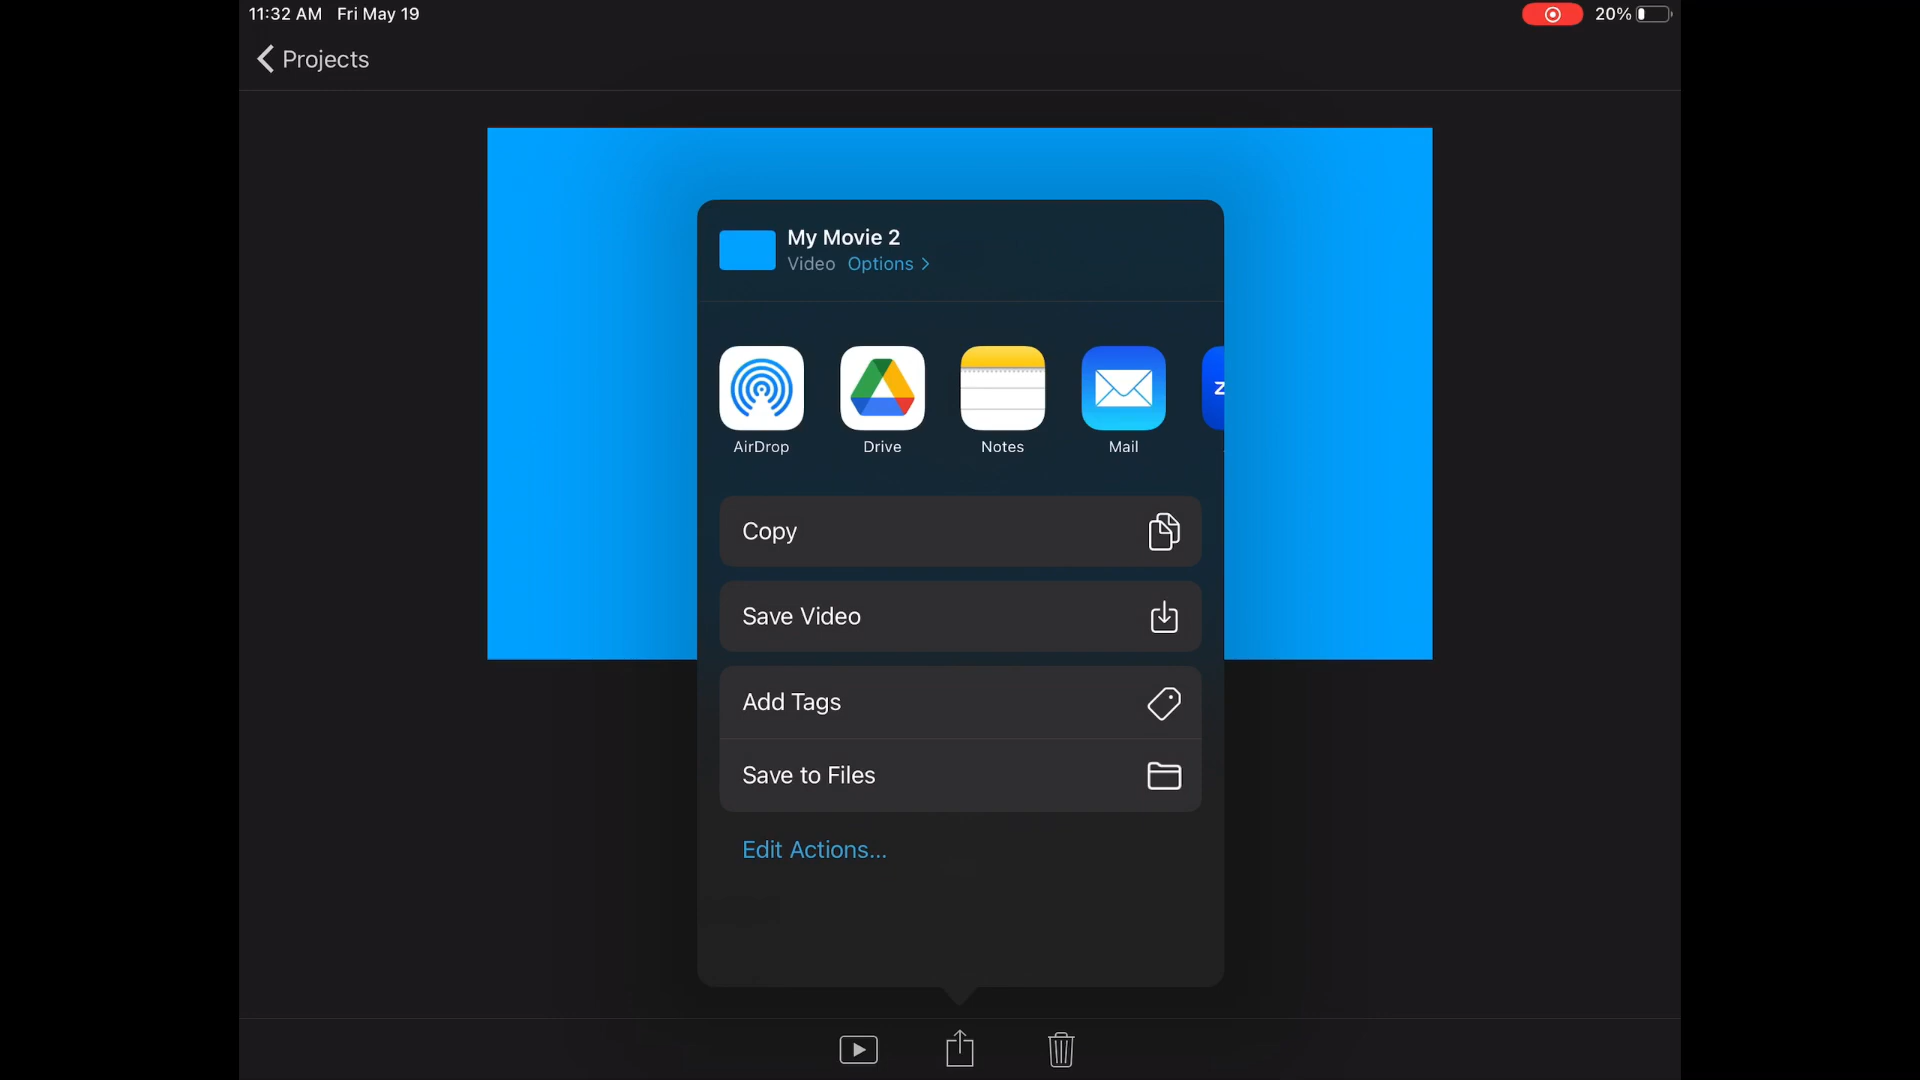 11:32 AM Fri May 19
20%
Projects
My Movie 2
Video Options
AirDrop Drive Notes Mail
Copy
Save Video
Add Tags
Save to Files
Edit Actions...